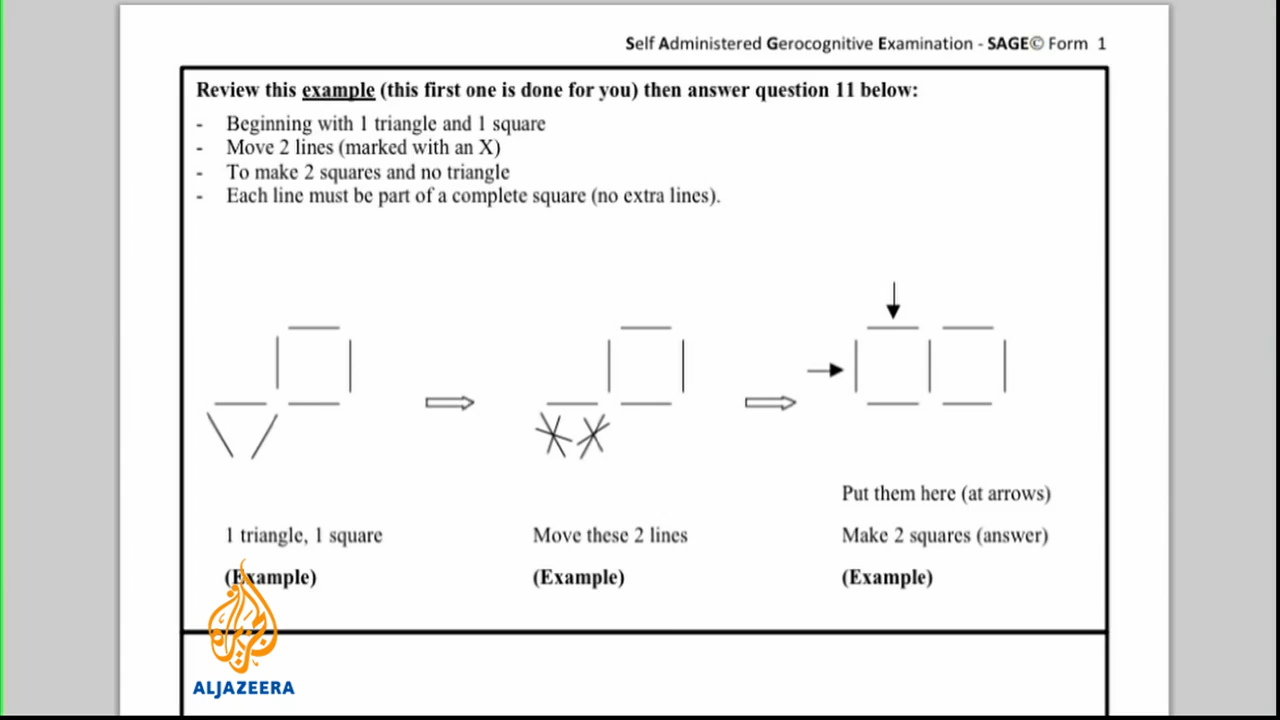 Self Administered Gerocognitive Examination - SAGE© Form 1
Review this example (this first one is done for you) then answer question 11 below:
- Beginning with 1 triangle and 1 square
- Move 2 lines (marked with an X)
- To make 2 squares and no triangle
- Each line must be part of a complete square (no extra lines).
Put them here (at arrows)
1 triangle, 1 square
Move these 2 lines
Make 2 squares (answer)
(Example)
(Example)
(Example)
ALJAZEERA